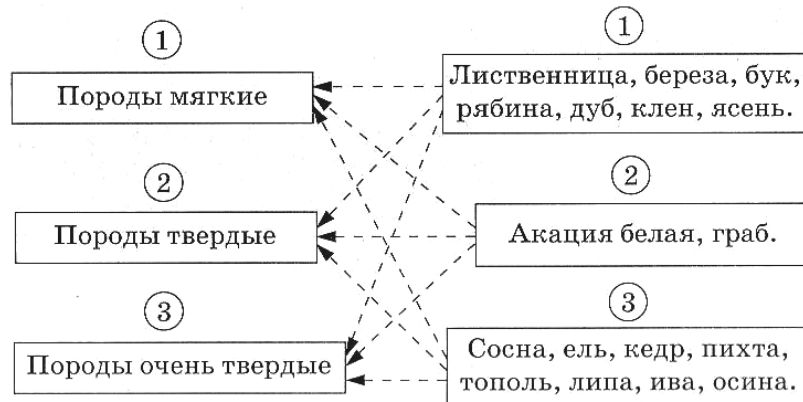 1
Породы мягкие
2
Породы твердые
3
Породы очень твердые
1
Лиственница, береза, бук,
рябина, дуб, клен, ясень.
2
Акация белая, граб.
3
Сосна, ель, кедр, пихта,
тополь, липа, ива, осина.